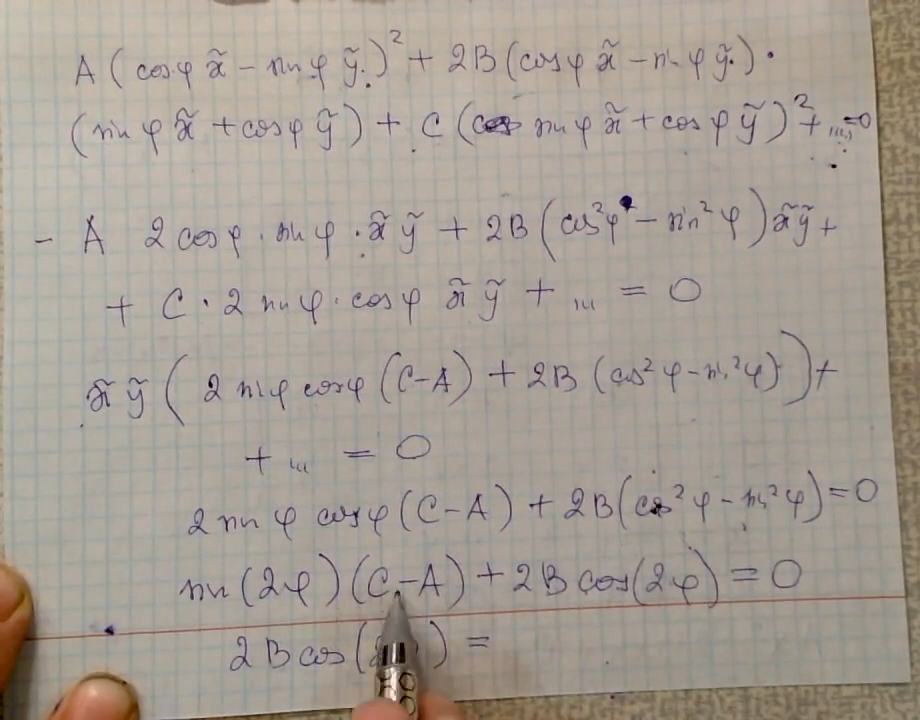 A (cosφ x̃ − sinφ ỹ)² + 2B (cosφ x̃ − sinφ ỹ) ·
(sinφ x̃ + cosφ ỹ) + C (sinφ x̃ + cosφ ỹ)² + ... = 0
− A 2 cosφ · sinφ · x̃ ỹ + 2B (cos²φ − sin²φ) x̃ ỹ +
+ C · 2 sinφ · cosφ x̃ ỹ + ... = 0
x̃ ỹ ( 2 sinφ cosφ (C−A) + 2B (cos²φ − sin²φ) ) +
+ ... = 0
2 sinφ cosφ (C−A) + 2B (cos²φ − sin²φ) = 0
sin (2φ) (C−A) + 2B cos(2φ) = 0
2B cos( ) =